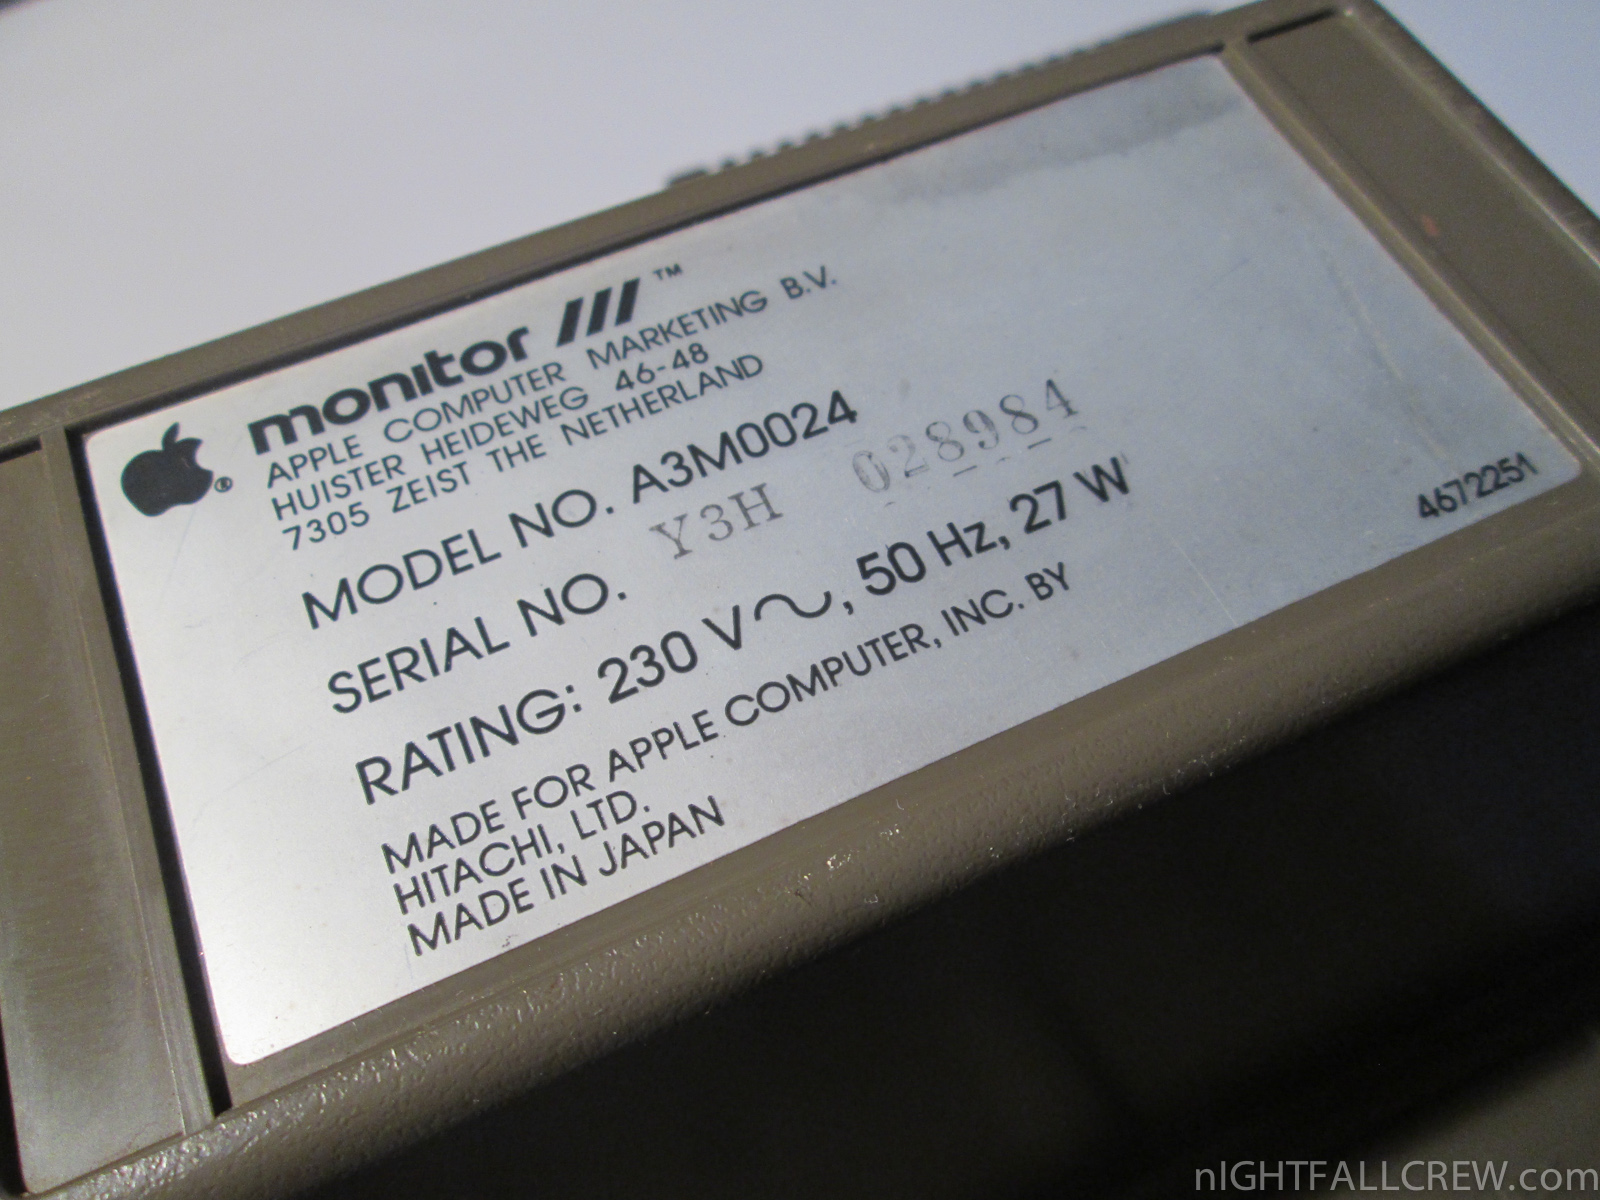 monitor ///™
APPLE COMPUTER MARKETING B.V.
HUISTER HEIDEWEG 46-48
7305 ZEIST THE NETHERLAND
MODEL NO. A3M0024
SERIAL NO. Y3H 028984
RATING: 230 V～, 50 Hz, 27 W
MADE FOR APPLE COMPUTER, INC. BY
HITACHI, LTD.
MADE IN JAPAN
4672251
nIGHTFALLCREW.com